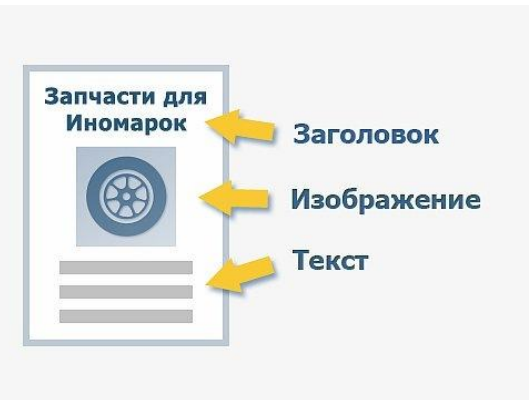 Запчасти для
Иномарок
Заголовок
Изображение
Текст